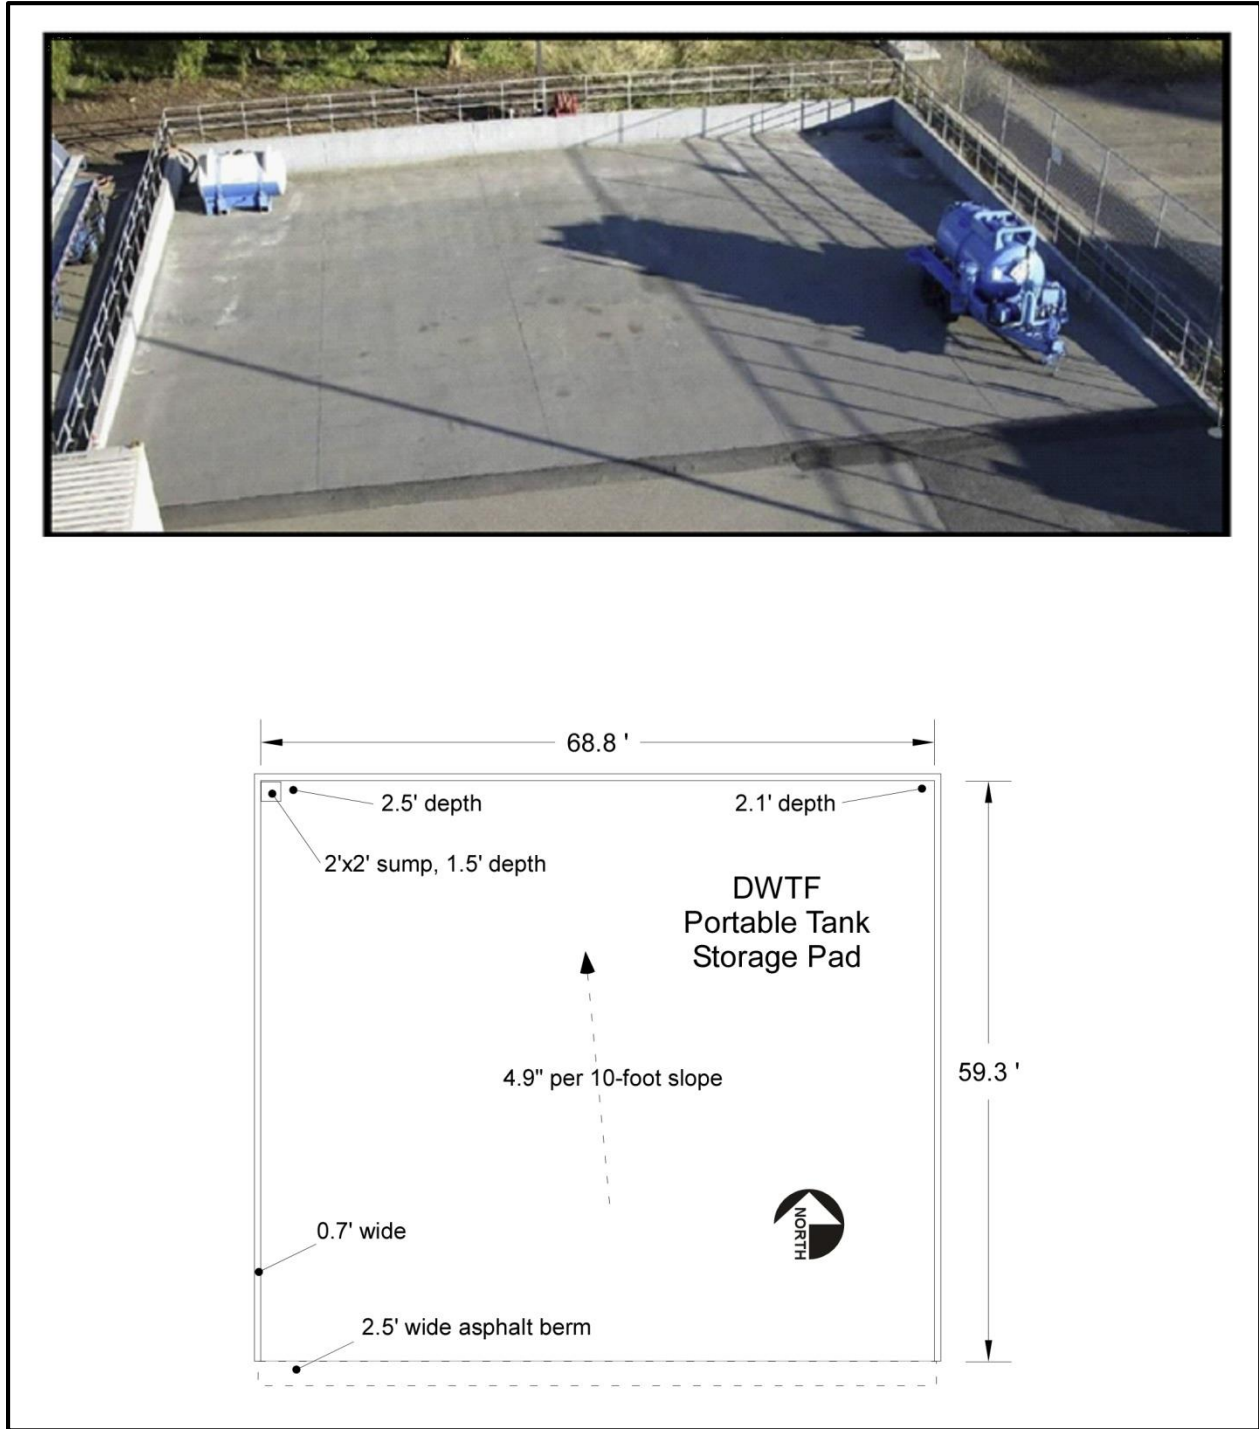 68.8 '
2.5' depth
2.1' depth
2'x2' sump, 1.5' depth
DWTF
Portable Tank
Storage Pad
4.9" per 10-foot slope
59.3 '
NORTH
0.7' wide
2.5' wide asphalt berm